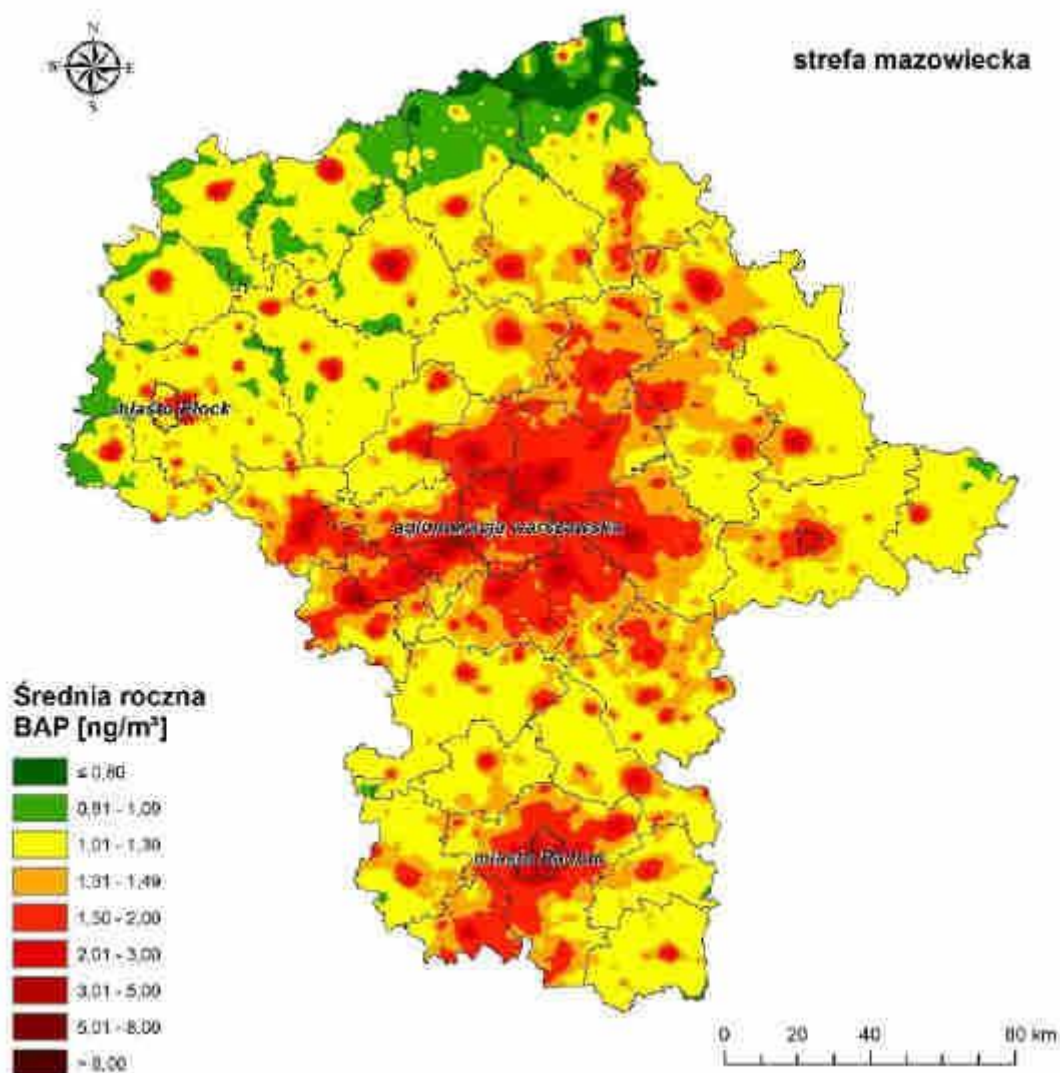 N
W
E
S
strefa mazowiecka
miasto Płock
aglomeracja warszawska
miasto Radom
Średnia roczna
BAP [ng/m³]
≤ 0,80
0,81 - 1,00
1,01 - 1,30
1,31 - 1,49
1,50 - 2,00
2,01 - 3,00
3,01 - 5,00
5,01 - 8,00
> 8,00
0 20 40 80 km